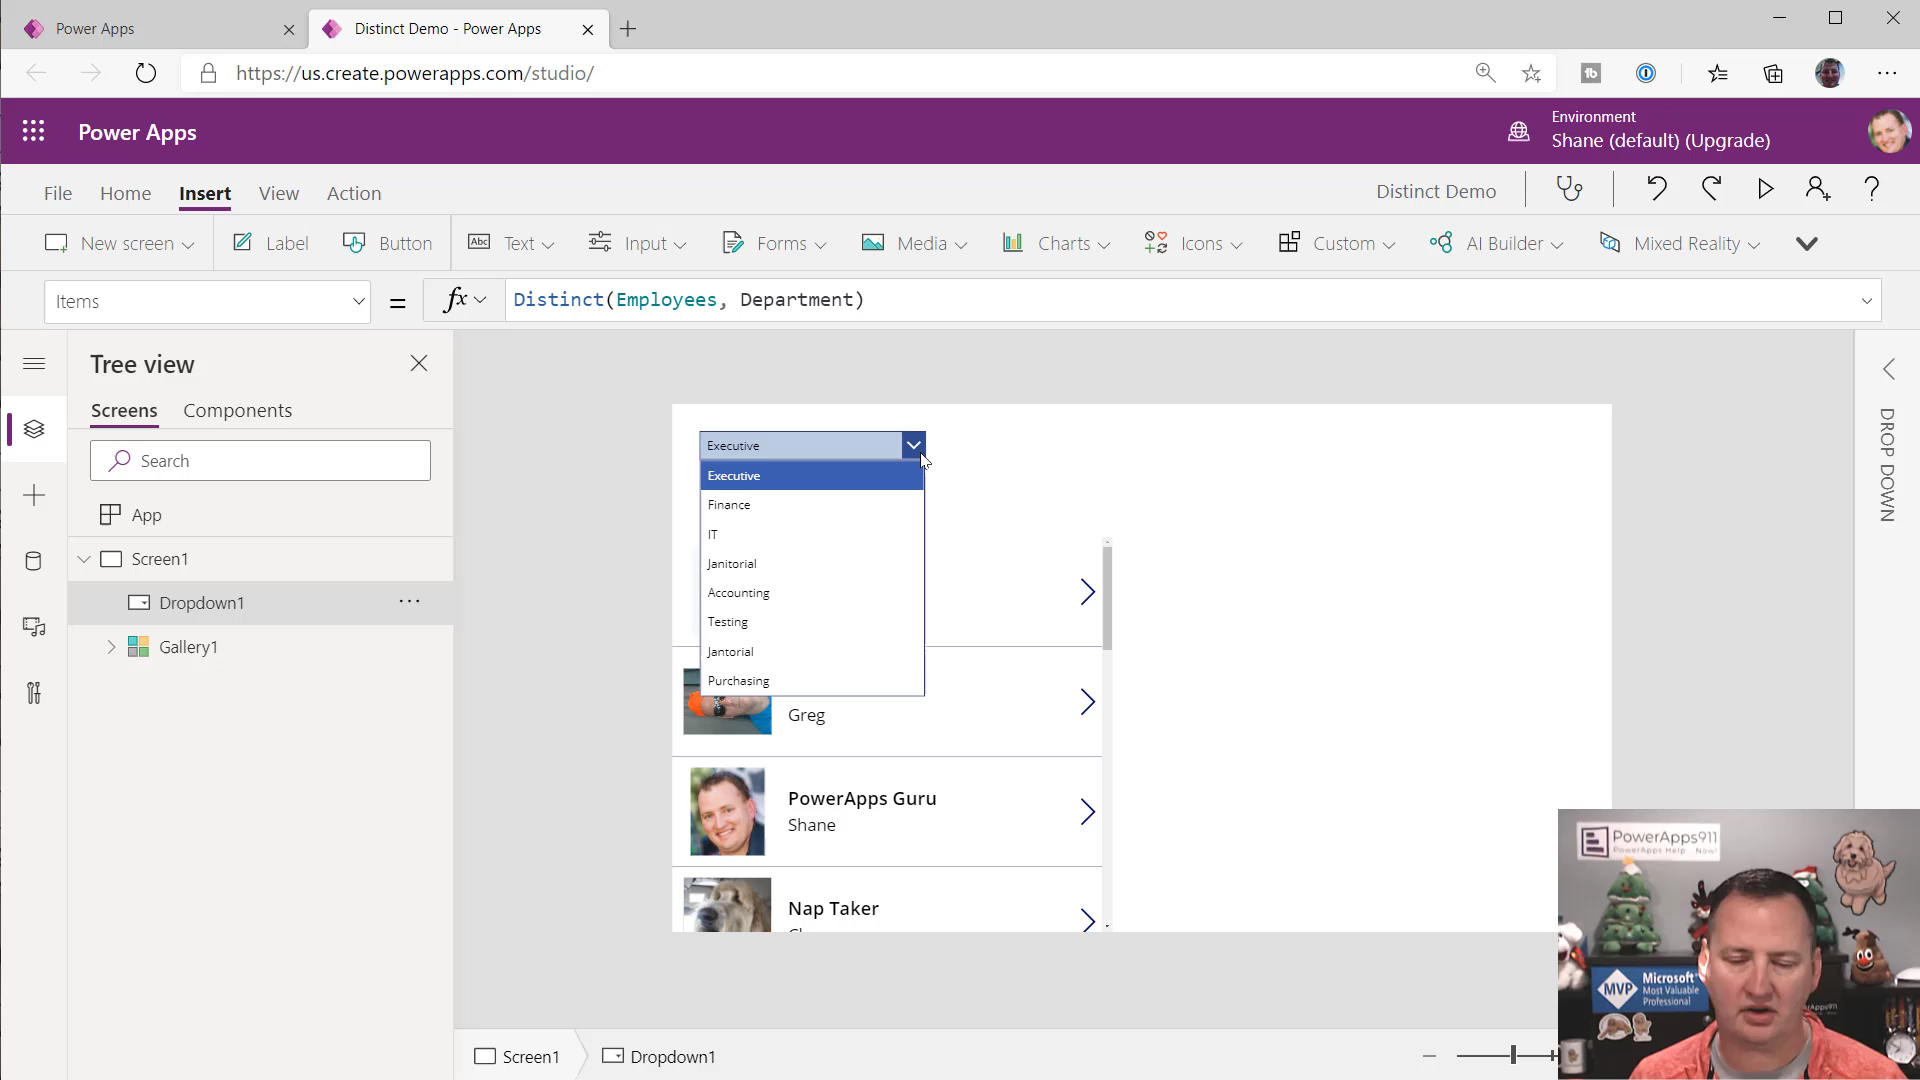 Power Apps
Distinct Demo - Power Apps
https://us.create.powerapps.com/studio/
Power Apps
Environment
Shane (default) (Upgrade)
File
Home
Insert
View
Action
Distinct Demo
New screen
Label
Button
Abc
Text
Input
Forms
Media
Charts
Icons
Custom
AI Builder
Mixed Reality
Items
=
fx
Distinct(Employees, Department)
Tree view
Screens
Components
Search
App
Screen1
Dropdown1
Gallery1
Executive
Executive
Finance
IT
Janitorial
Accounting
Testing
Jantorial
Purchasing
Greg
PowerApps Guru
Shane
Nap Taker
DROP DOWN
PowerApps911
PowerApps Help... Now!
MVP
Microsoft
Most Valuable
Professional
Screen1
Dropdown1